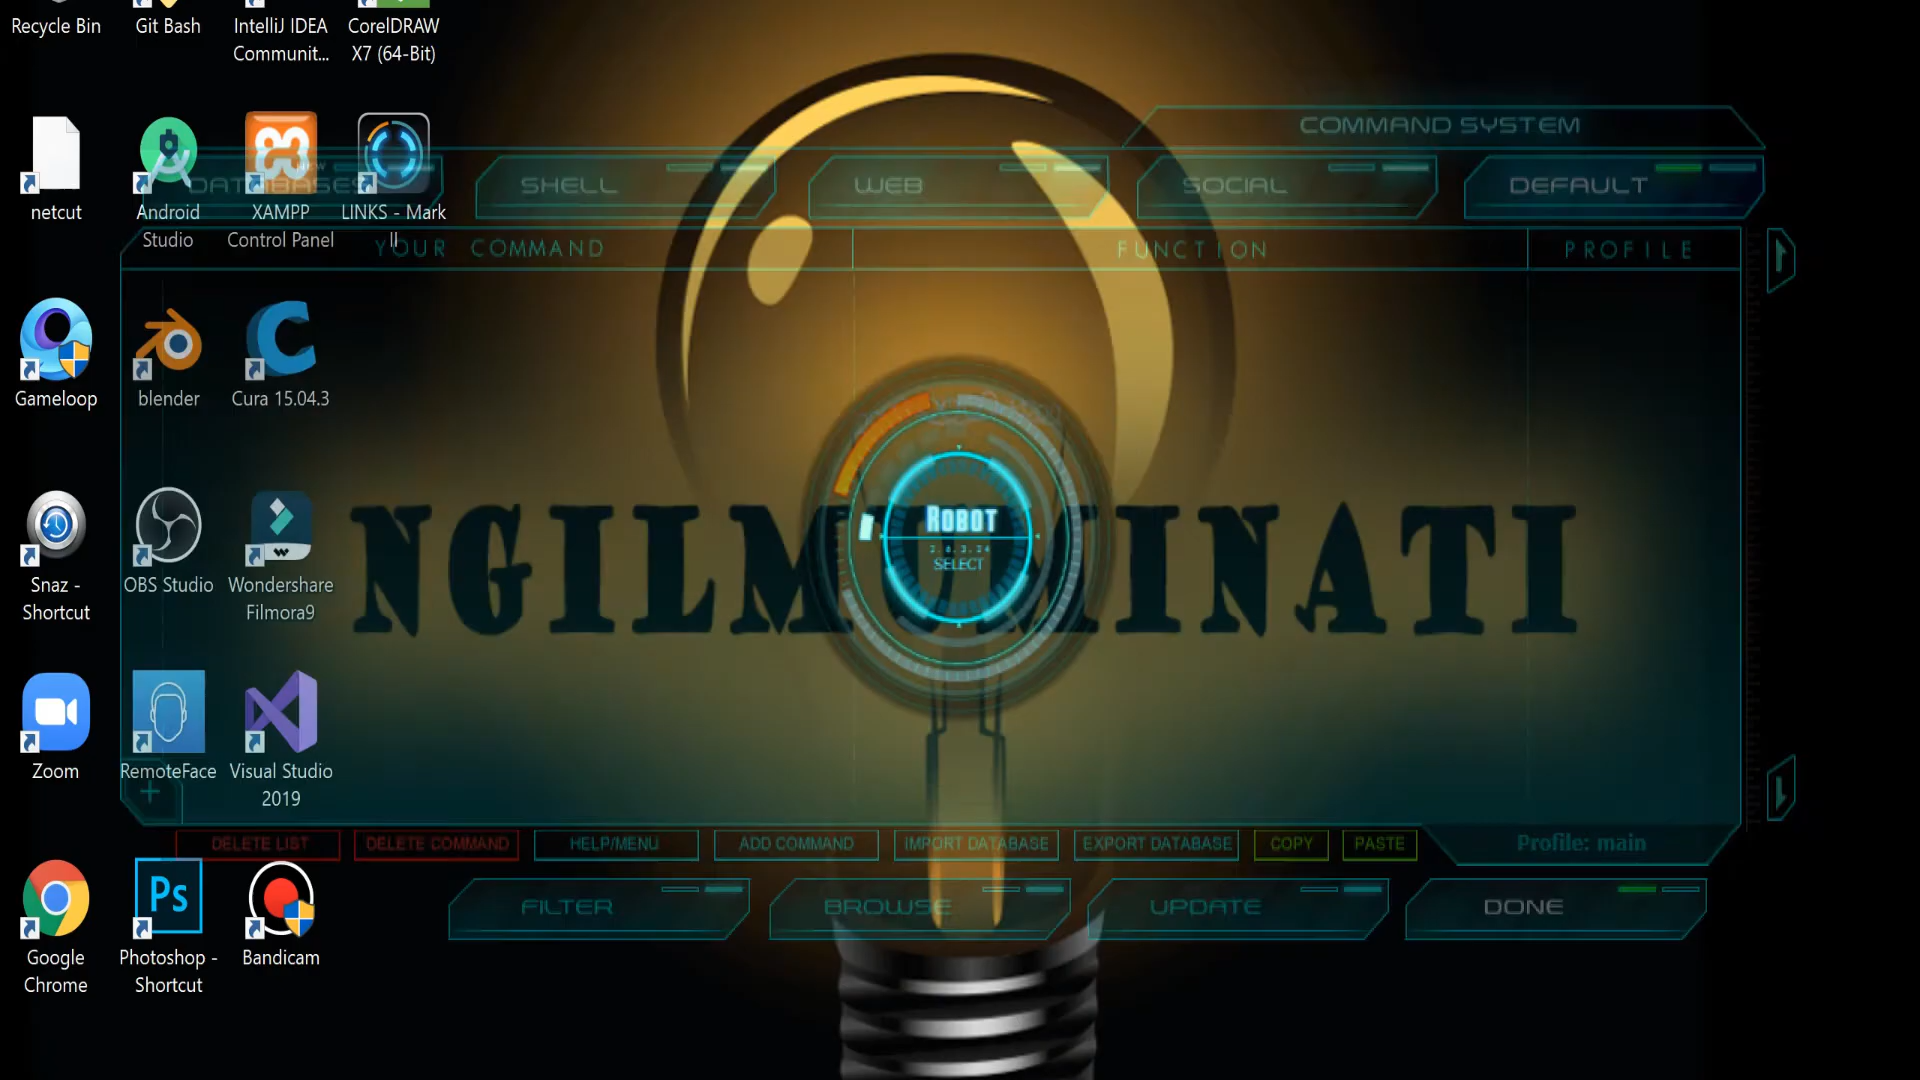 Recycle Bin
Git Bash
IntelliJ IDEA
Communit...
CorelDRAW
X7 (64-Bit)
netcut
Android
Studio
XAMPP
Control Panel
LINKS - Mark
II
Gameloop
blender
Cura 15.04.3
Snaz -
Shortcut
OBS Studio
Wondershare
Filmora9
Zoom
RemoteFace
Visual Studio
2019
Google
Chrome
Ps
Photoshop -
Shortcut
Bandicam
COMMAND SYSTEM
DATABASES
SHELL
WEB
SOCIAL
DEFAULT
YOUR COMMAND
FUNCTION
PROFILE
ROBOT
SELECT
DELETE LIST
DELETE COMMAND
HELP/MENU
ADD COMMAND
IMPORT DATABASE
EXPORT DATABASE
COPY
PASTE
Profile: main
FILTER
BROWSE
UPDATE
DONE